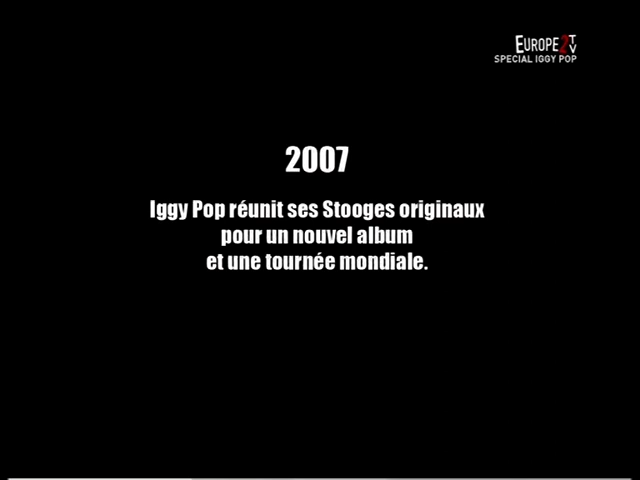 EUROPE 2 TV
SPECIAL IGGY POP
2007
Iggy Pop réunit ses Stooges originaux
pour un nouvel album
et une tournée mondiale.